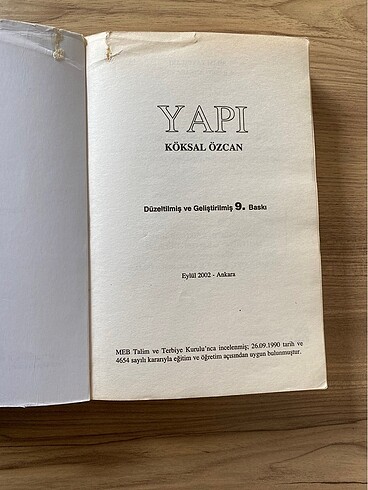 YAPI
KÖKSAL ÖZCAN
Düzeltilmiş ve Geliştirilmiş 9. Baskı
Eylül 2002 - Ankara
MEB Talim ve Terbiye Kurulu'nca incelenmiş; 26.09.1990 tarih ve
4654 sayılı kararıyla eğitim ve öğretim açısından uygun bulunmuştur.